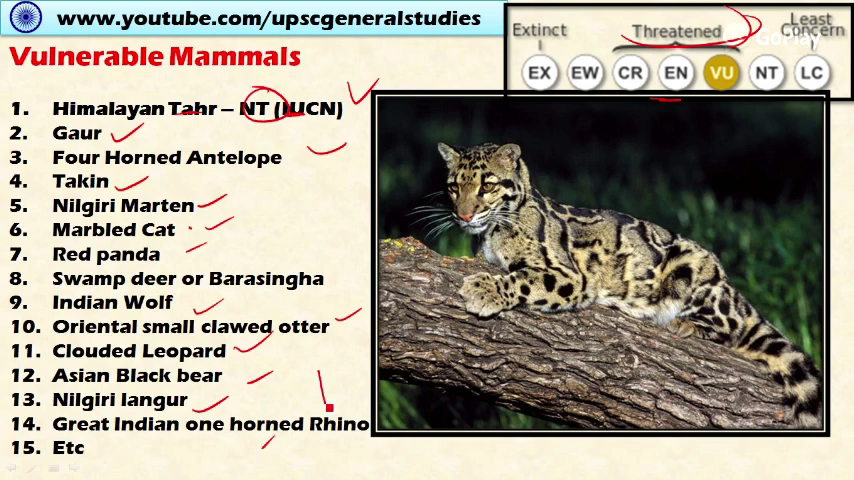 www.youtube.com/upscgeneralstudies
Vulnerable Mammals
1. Himalayan Tahr – NT (IUCN)
2. Gaur
3. Four Horned Antelope
4. Takin
5. Nilgiri Marten
6. Marbled Cat
7. Red panda
8. Swamp deer or Barasingha
9. Indian Wolf
10. Oriental small clawed otter
11. Clouded Leopard
12. Asian Black bear
13. Nilgiri langur
14. Great Indian one horned Rhino
15. Etc
Extinct
Threatened
Least Concern
GoPlay
EX EW CR EN VU NT LC